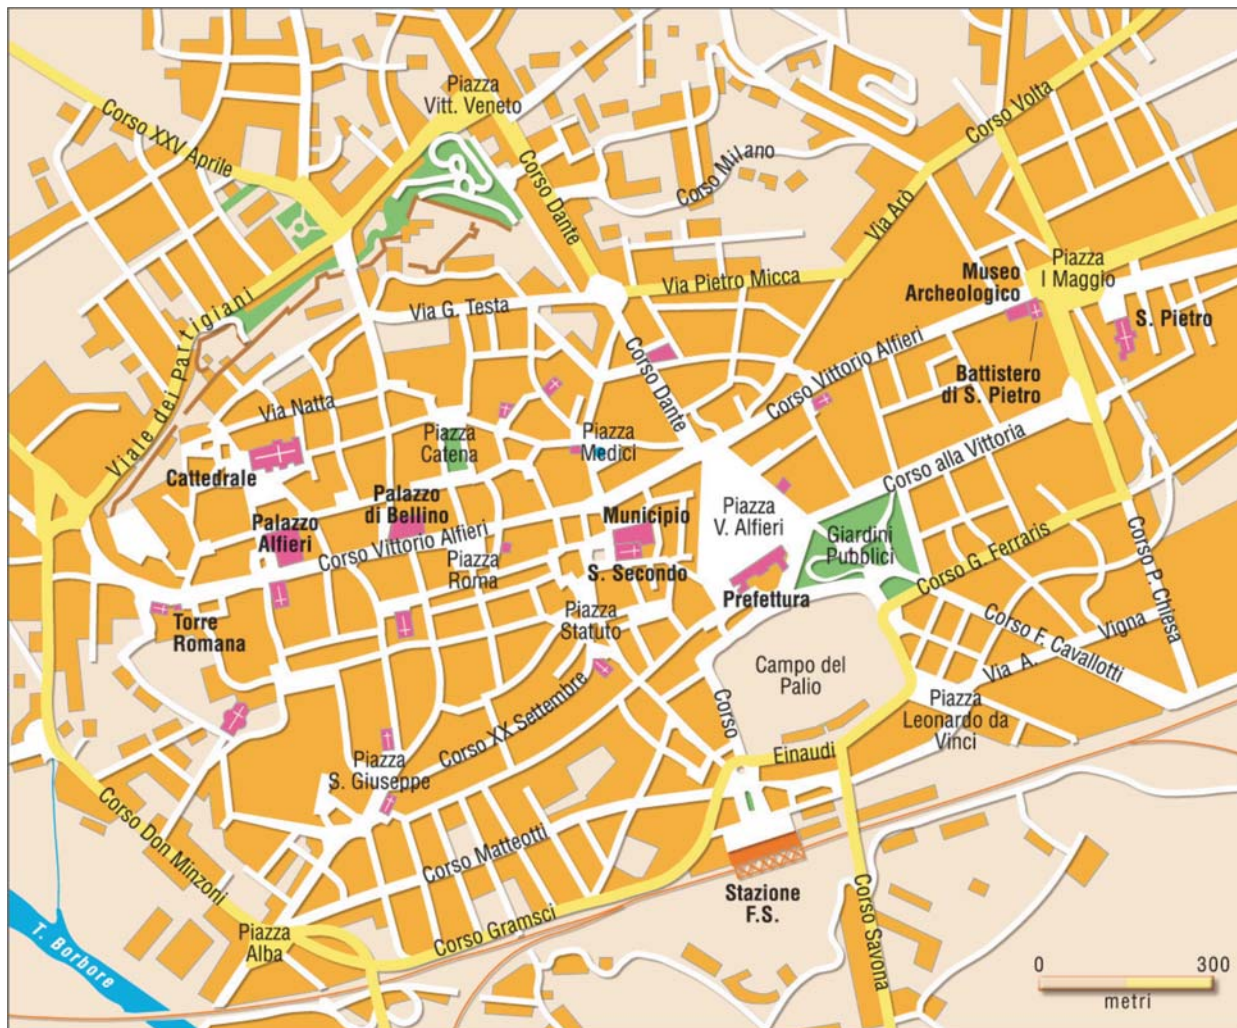 Piazza
Vitt. Veneto
Corso XXV Aprile
Corso Volta
Corso Milano
Corso Dante
Via Arò
Piazza
I Maggio
Museo
Archeologico
Via Pietro Micca
Via G. Testa
S. Pietro
Viale dei Partigiani
Corso Dante
Corso Vittorio Alfieri
Battistero
di S. Pietro
Via Natta
Piazza
Catena
Piazza
Medici
Cattedrale
Corso alla Vittoria
Palazzo
di Bellino
Palazzo
Alfieri
Corso Vittorio Alfieri
Municipio
Piazza
V. Alfieri
Giardini
Pubblici
Piazza
Roma
S. Secondo
Corso G. Ferraris
Corso P. Chiesa
Prefettura
Torre
Romana
Piazza
Statuto
Corso F. Cavallotti
Via A. Vigna
Campo del
Palio
Corso XX Settembre
Corso Einaudi
Piazza
Leonardo da
Vinci
Piazza
S. Giuseppe
Corso Don Minzoni
Corso Matteotti
Stazione
F.S.
Corso Gramsci
Corso Savona
Piazza
Alba
T. Borbore
0 300
metri